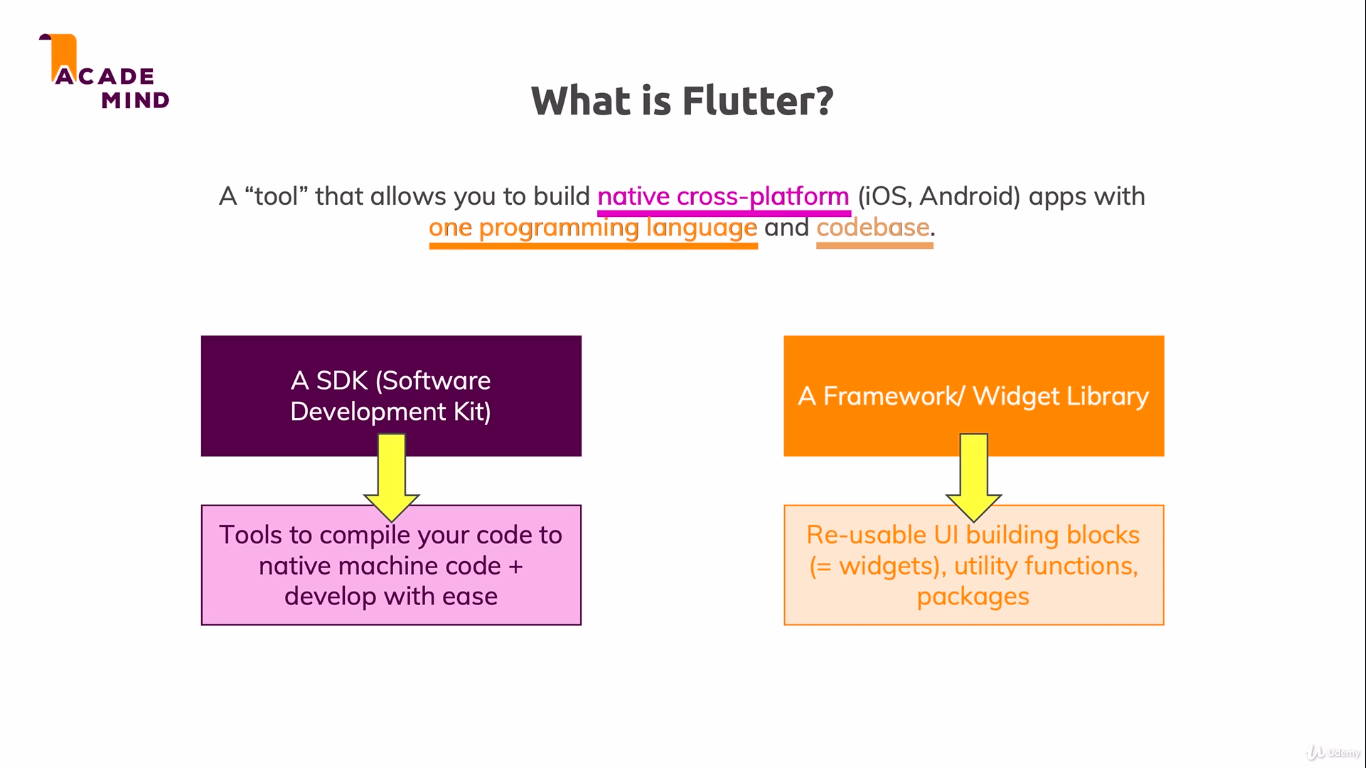 ACADE
MIND
What is Flutter?
A “tool” that allows you to build native cross-platform (iOS, Android) apps with
one programming language and codebase.
A SDK (Software
Development Kit)
A Framework/ Widget Library
Tools to compile your code to
native machine code +
develop with ease
Re-usable UI building blocks
(= widgets), utility functions,
packages
Udemy